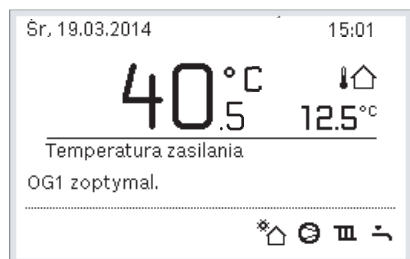 Śr, 19.03.2014 15:01
40.5 °C
12.5°C
Temperatura zasilania
OG1 zoptymal.